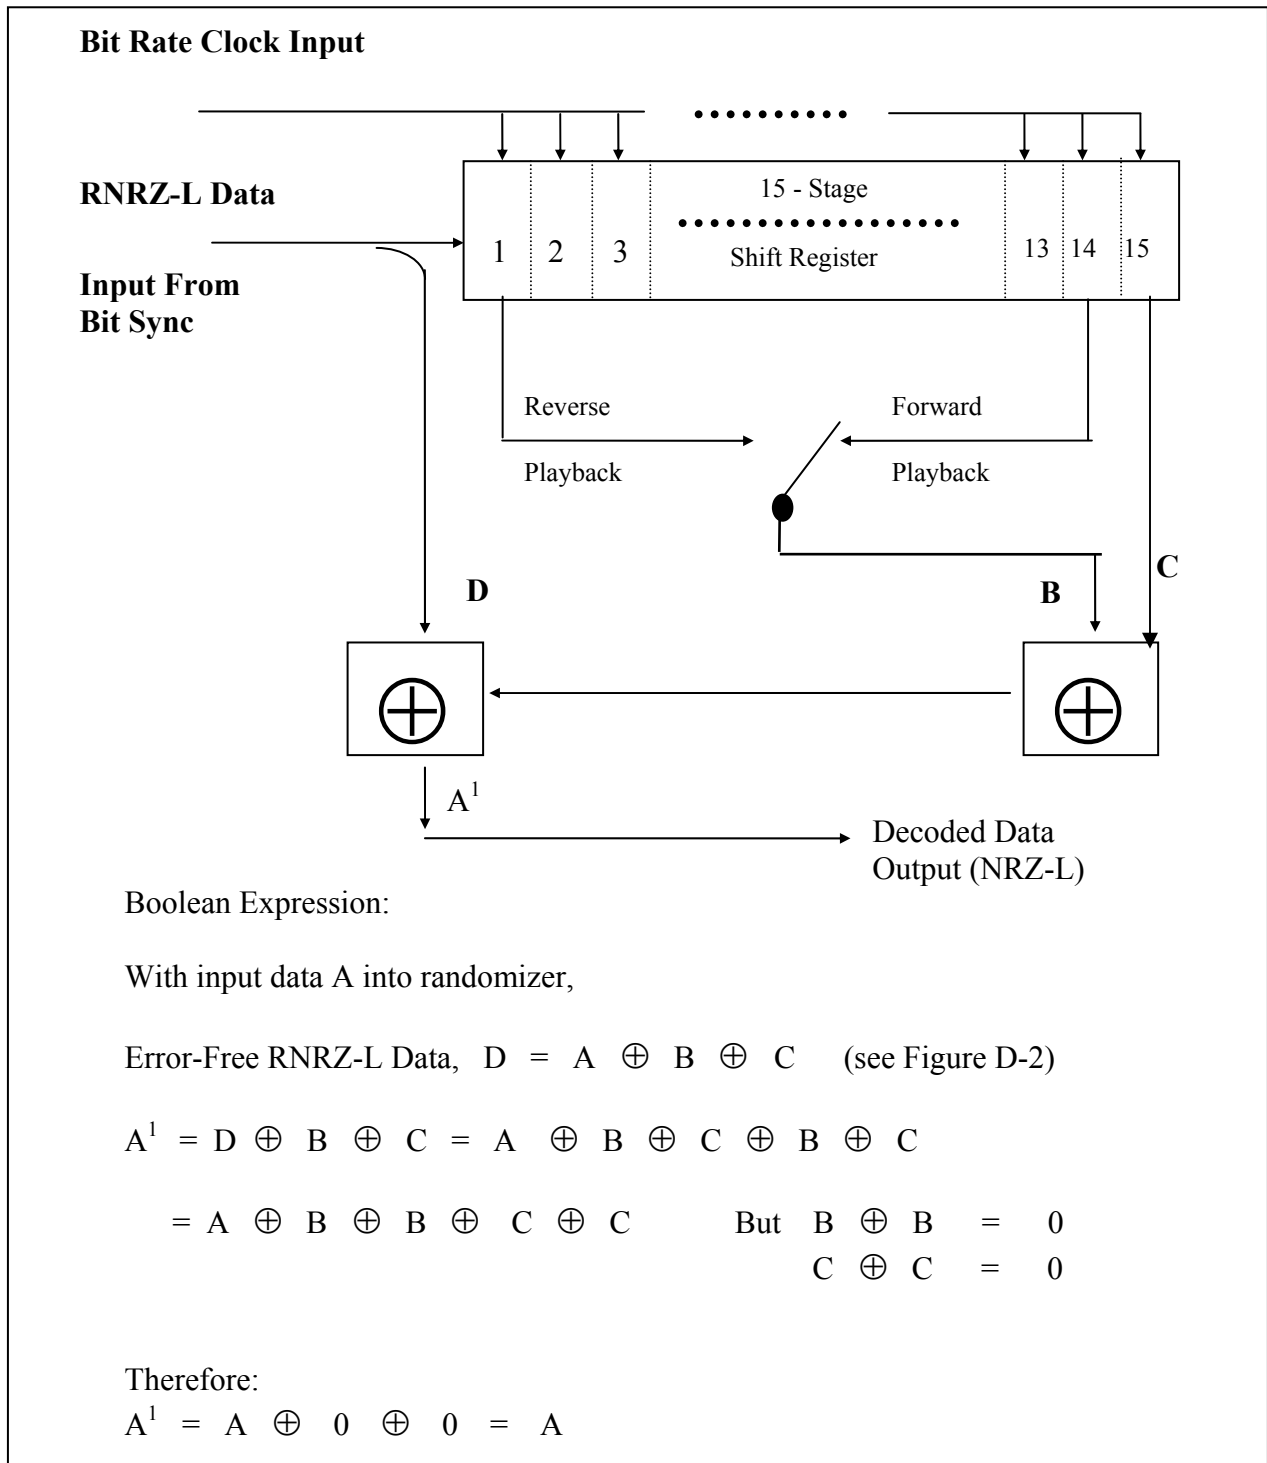 Bit Rate Clock Input
RNRZ-L Data
Input From
Bit Sync
15 - Stage
Shift Register
1 2 3 13 14 15
Reverse Forward
Playback Playback
C
D B
A¹
Decoded Data
Output (NRZ-L)
Boolean Expression:
With input data A into randomizer,
Error-Free RNRZ-L Data, D = A ⊕ B ⊕ C (see Figure D-2)
A¹ = D ⊕ B ⊕ C = A ⊕ B ⊕ C ⊕ B ⊕ C
= A ⊕ B ⊕ B ⊕ C ⊕ C But B ⊕ B = 0
C ⊕ C = 0
Therefore:
A¹ = A ⊕ 0 ⊕ 0 = A